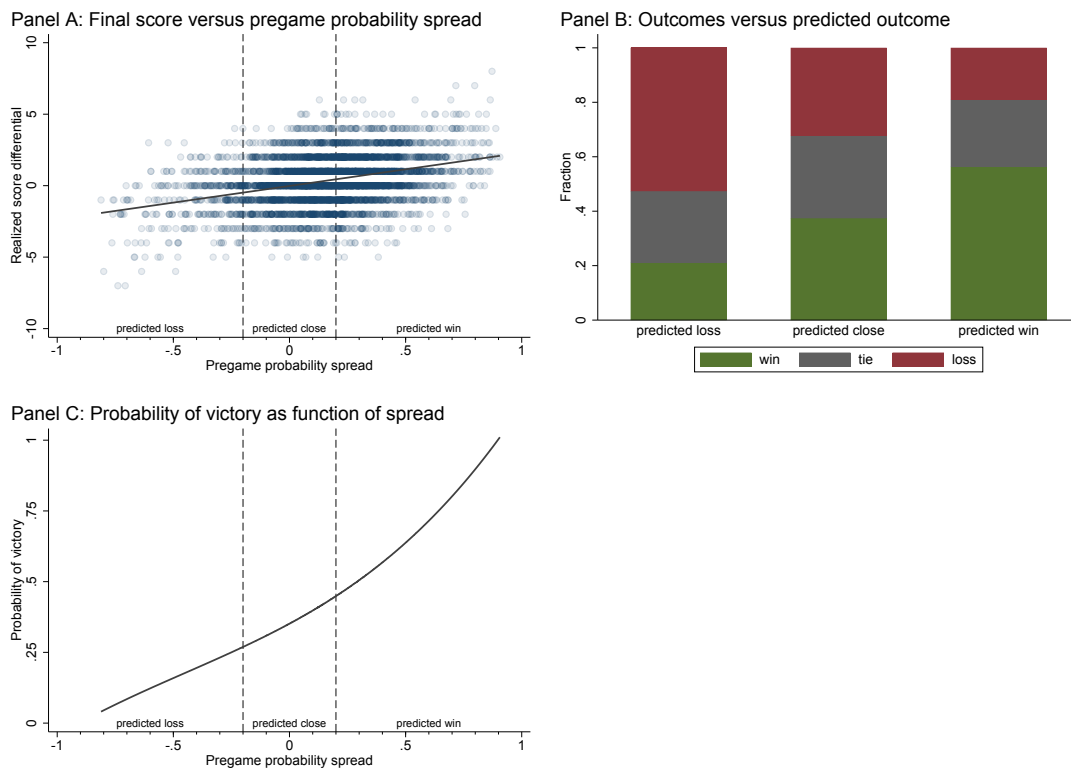 Panel A: Final score versus pregame probability spread
10
5
0
-5
-10
Realized score differential
predicted loss
predicted close
predicted win
-1
-.5
0
.5
1
Pregame probability spread
Panel B: Outcomes versus predicted outcome
1
.8
.6
.4
.2
0
Fraction
predicted loss
predicted close
predicted win
win
tie
loss
Panel C: Probability of victory as function of spread
1
.75
.5
.25
0
Probability of victory
predicted loss
predicted close
predicted win
-1
-.5
0
.5
1
Pregame probability spread